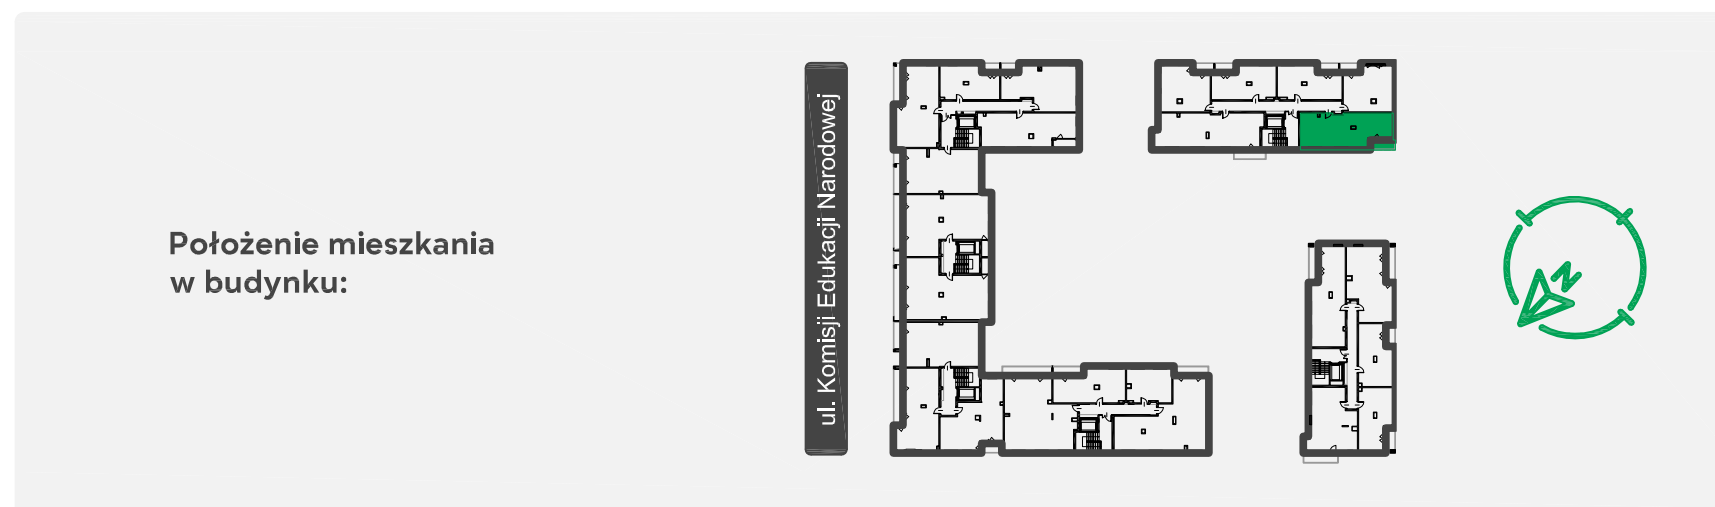 Położenie mieszkania
w budynku:
ul. Komisji Edukacji Narodowej
N